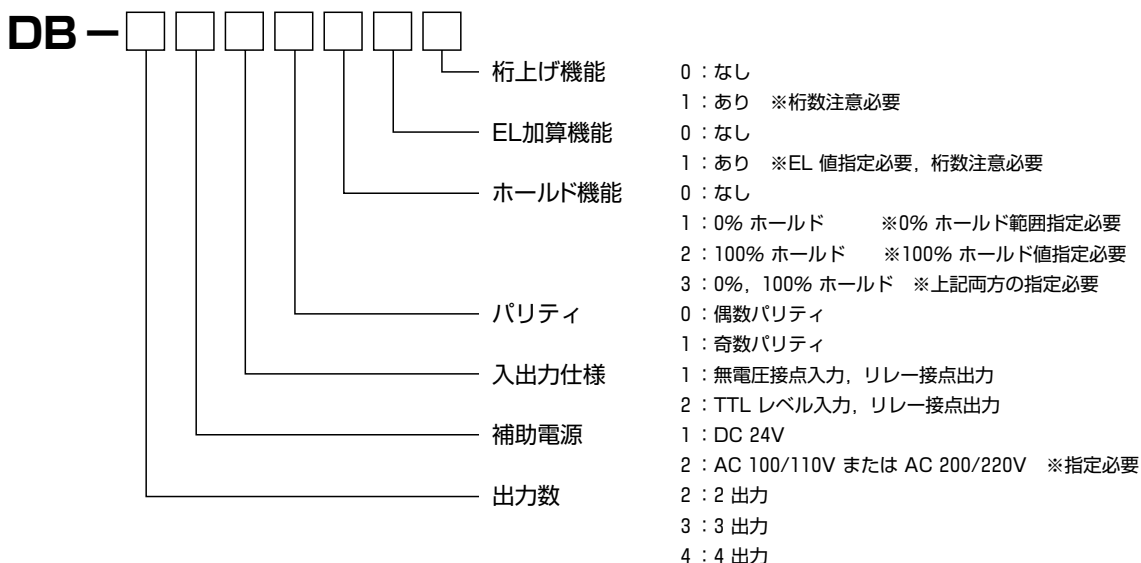 DB－□□□□□□□
桁上げ機能 0：なし
1：あり ※桁数注意必要
EL加算機能 0：なし
1：あり ※EL 値指定必要，桁数注意必要
ホールド機能 0：なし
1：0% ホールド ※0% ホールド範囲指定必要
2：100% ホールド ※100% ホールド値指定必要
3：0%，100% ホールド ※上記両方の指定必要
パリティ 0：偶数パリティ
1：奇数パリティ
入出力仕様 1：無電圧接点入力，リレー接点出力
2：TTL レベル入力，リレー接点出力
補助電源 1：DC 24V
2：AC 100/110V または AC 200/220V ※指定必要
出力数 2：2 出力
3：3 出力
4：4 出力